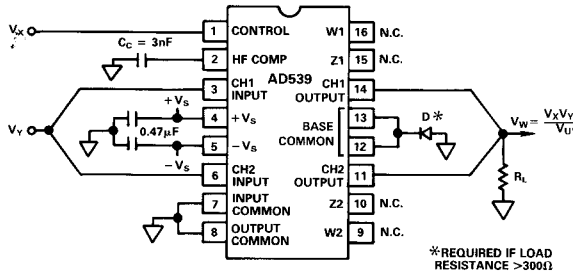 VX
1 CONTROL
W1 16 N.C.
CC = 3nF
2 HF COMP
Z1 15 N.C.
AD539
3 CH1 INPUT
CH1 OUTPUT 14
+VS
4 +VS
13
D*
VY
0.47μF
BASE COMMON
VW = VXVY
VU
5 -VS
12
-VS
6 CH2 INPUT
CH2 OUTPUT 11
RL
7 INPUT COMMON
Z2 10 N.C.
8 OUTPUT COMMON
W2 9 N.C.
*REQUIRED IF LOAD
RESISTANCE >300Ω